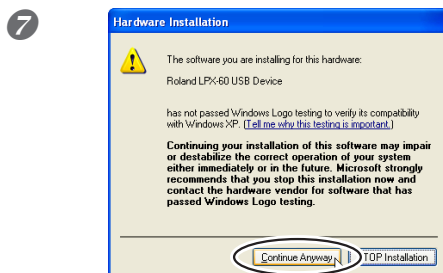 7
Hardware Installation
The software you are installing for this hardware:
Roland LPX-60 USB Device
has not passed Windows Logo testing to verify its compatibility
with Windows XP. (Tell me why this testing is important.)
Continuing your installation of this software may impair
or destabilize the correct operation of your system
either immediately or in the future. Microsoft strongly
recommends that you stop this installation now and
contact the hardware vendor for software that has
passed Windows Logo testing.
Continue Anyway
TOP Installation